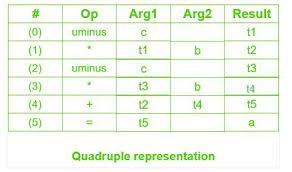 # Op Arg1 Arg2 Result
(0) uminus c t1
(1) * t1 b t2
(2) uminus c t3
(3) * t3 b t4
(4) + t2 t4 t5
(5) = t5 a
Quadruple representation